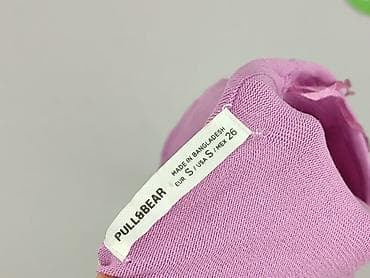 PULL&BEAR
MADE IN BANGLADESH
EUR S / USA S / MEX 26